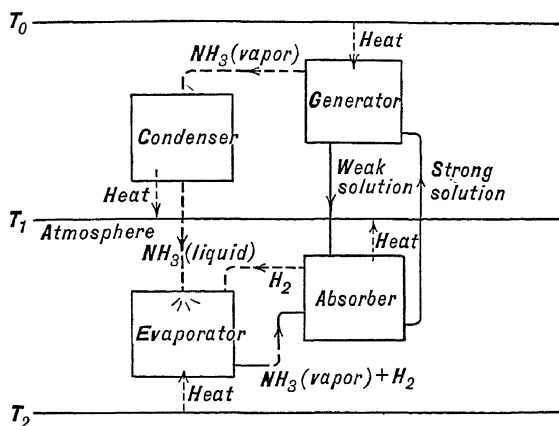 T0
Heat
NH3 (vapor)
Generator
Condenser
Weak
solution
Strong
solution
Heat
T1
Atmosphere
Heat
NH3 (liquid)
H2
Absorber
Evaporator
Heat
NH3 (vapor) + H2
T2